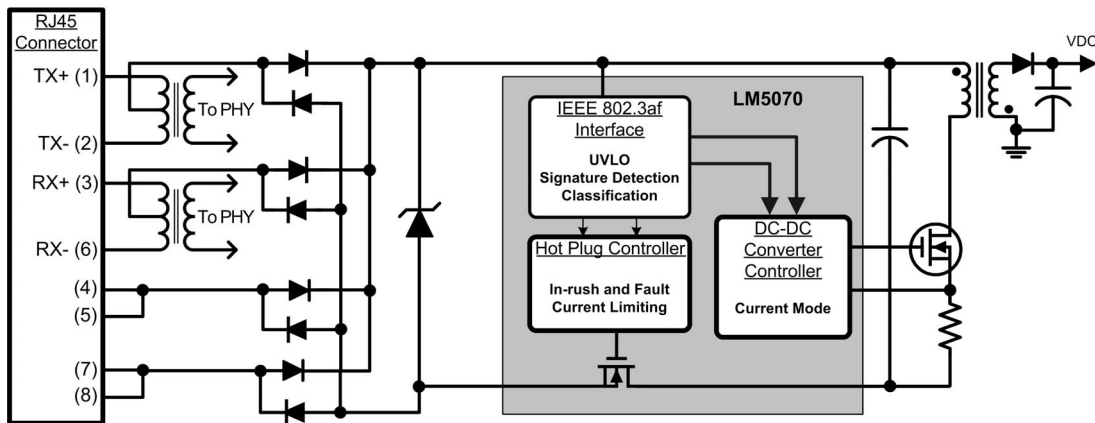 RJ45
Connector
TX+ (1)
To PHY
TX- (2)
RX+ (3)
To PHY
RX- (6)
(4)
(5)
(7)
(8)
LM5070
IEEE 802.3af
Interface
UVLO
Signature Detection
Classification
Hot Plug Controller
In-rush and Fault
Current Limiting
DC-DC
Converter
Controller
Current Mode
VDC